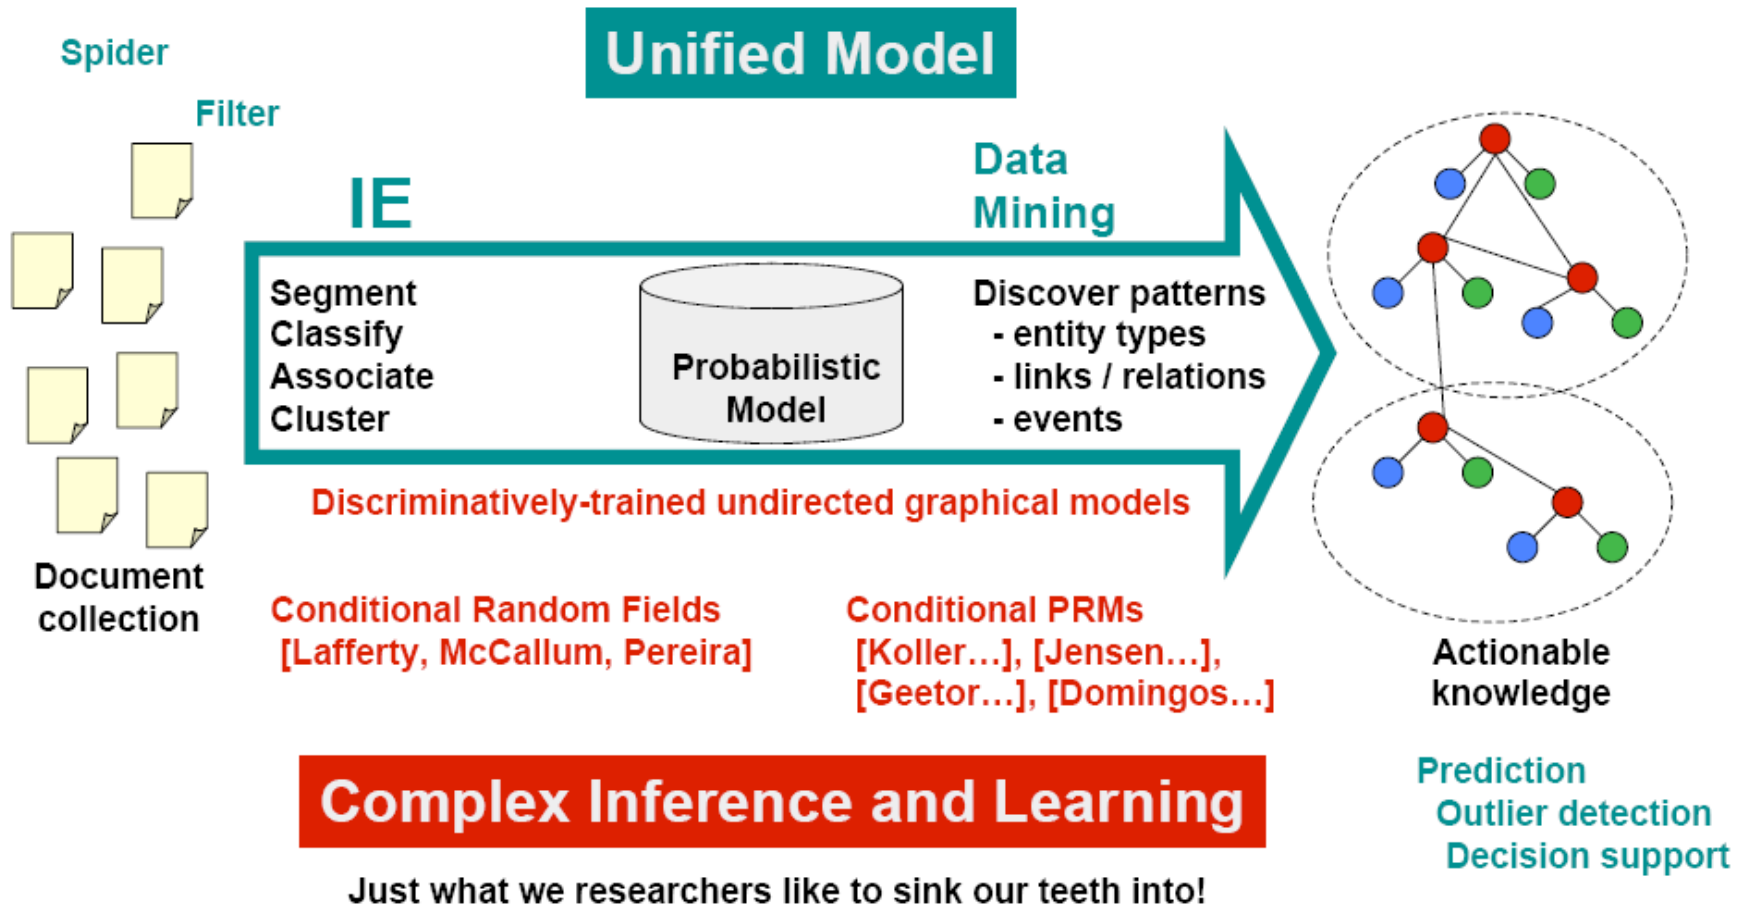 Unified Model
Spider
Filter
IE
Data
Mining
Segment
Classify
Associate
Cluster
Probabilistic
Model
Discover patterns
- entity types
- links / relations
- events
Discriminatively-trained undirected graphical models
Document
collection
Conditional Random Fields
[Lafferty, McCallum, Pereira]
Conditional PRMs
[Koller…], [Jensen…],
[Geetor…], [Domingos…]
Actionable
knowledge
Prediction
Outlier detection
Decision support
Complex Inference and Learning
Just what we researchers like to sink our teeth into!